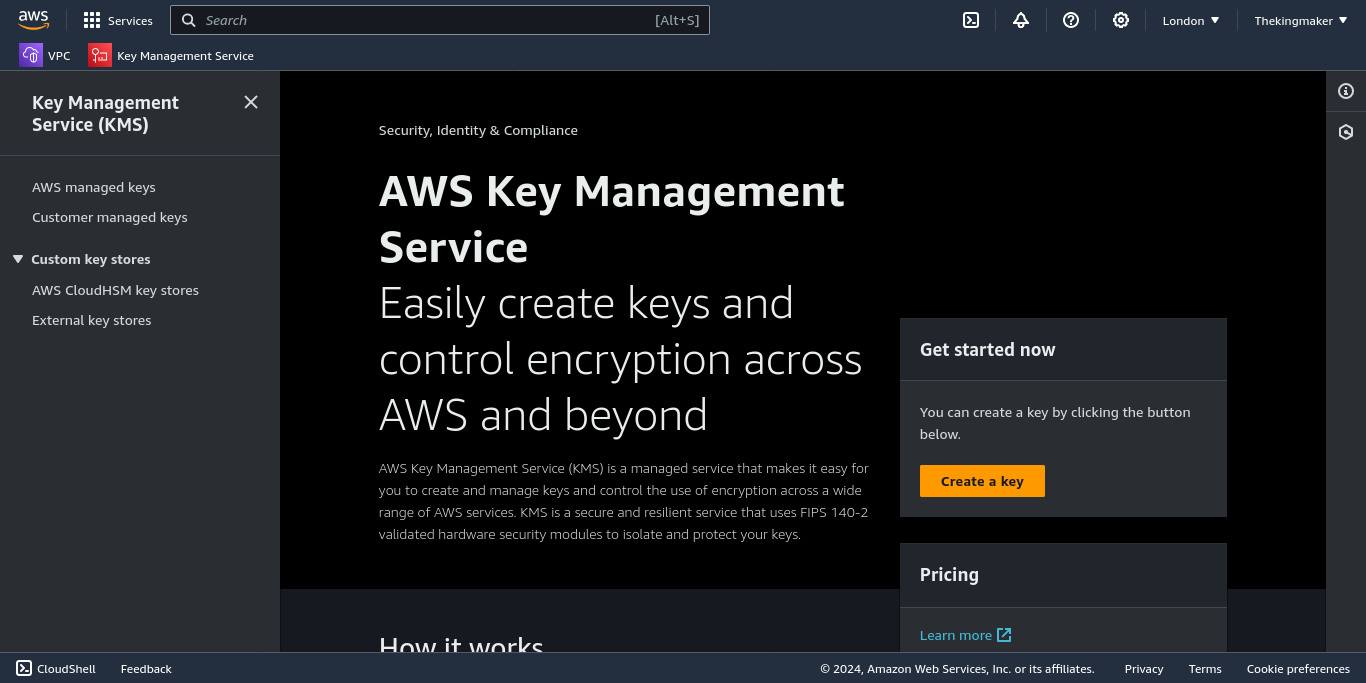 aws
Services
Search
[Alt+S]
London
Thekingmaker
VPC
Key Management Service
Key Management
Service (KMS)
AWS managed keys
Customer managed keys
Custom key stores
AWS CloudHSM key stores
External key stores
Security, Identity & Compliance
AWS Key Management
Service
Easily create keys and
control encryption across
AWS and beyond
AWS Key Management Service (KMS) is a managed service that makes it easy for
you to create and manage keys and control the use of encryption across a wide
range of AWS services. KMS is a secure and resilient service that uses FIPS 140-2
validated hardware security modules to isolate and protect your keys.
Get started now
You can create a key by clicking the button
below.
Create a key
Pricing
Learn more
How it works
CloudShell
Feedback
© 2024, Amazon Web Services, Inc. or its affiliates.
Privacy
Terms
Cookie preferences